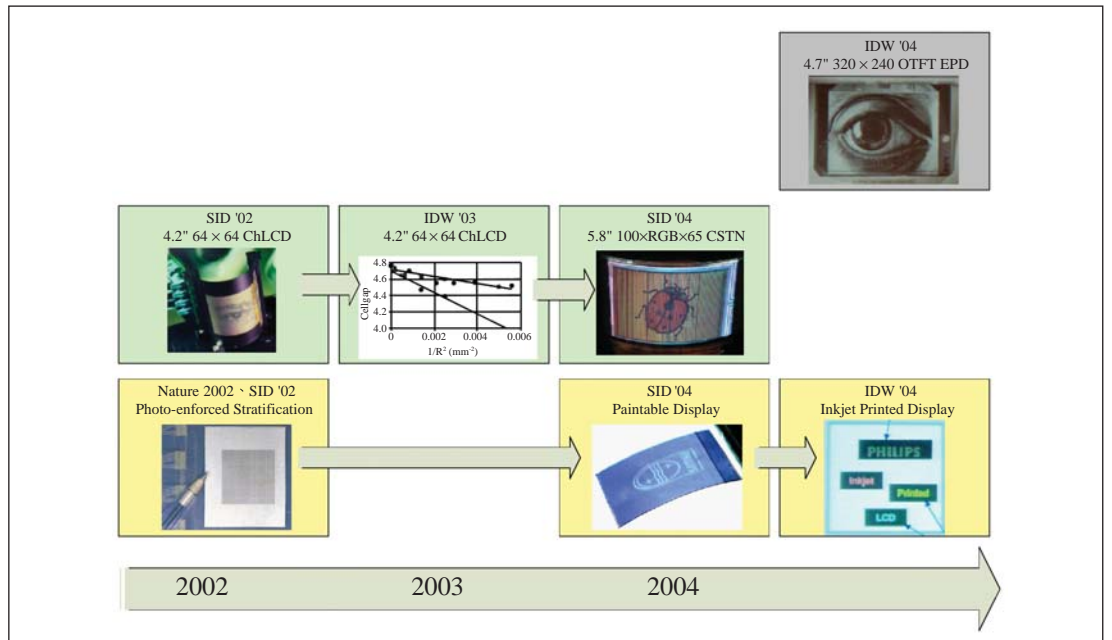 IDW '04
4.7" 320 × 240 OTFT EPD
SID '02
4.2" 64 × 64 ChLCD
IDW '03
4.2" 64 × 64 ChLCD
SID '04
5.8" 100×RGB×65 CSTN
Cellgap
4.8
4.6
4.4
4.2
4.0
0
0.002
0.004
0.006
1/R² (mm⁻²)
Nature 2002、SID '02
Photo-enforced Stratification
SID '04
Paintable Display
IDW '04
Inkjet Printed Display
PHILIPS
Inkjet
Printed
LCD
2002
2003
2004